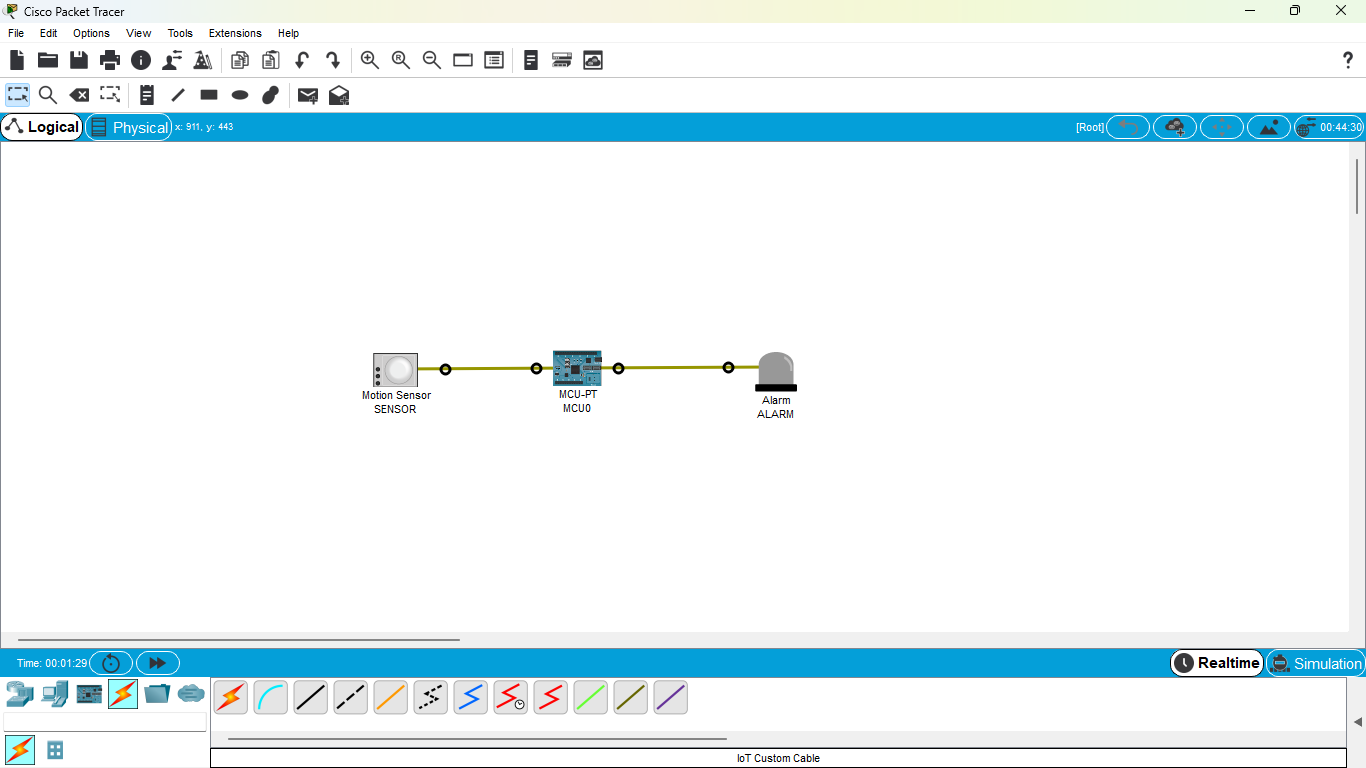 Cisco Packet Tracer
File Edit Options View Tools Extensions Help
R
?
Logical Physical x: 911, y: 443 [Root] 00:44:30
Motion Sensor
SENSOR
MCU-PT
MCU0
Alarm
ALARM
Time: 00:01:29 Realtime Simulation
IoT Custom Cable